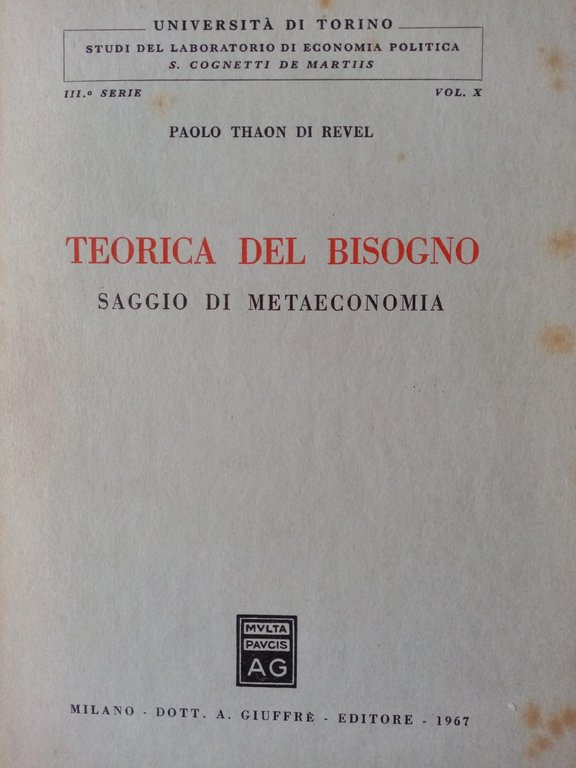 UNIVERSITÀ DI TORINO
STUDI DEL LABORATORIO DI ECONOMIA POLITICA
S. COGNETTI DE MARTIIS
III.ª SERIE VOL. X
PAOLO THAON DI REVEL
TEORICA DEL BISOGNO
SAGGIO DI METAECONOMIA
MVLTA
PAVCIS
AG
MILANO - DOTT. A. GIUFFRÈ - EDITORE - 1967